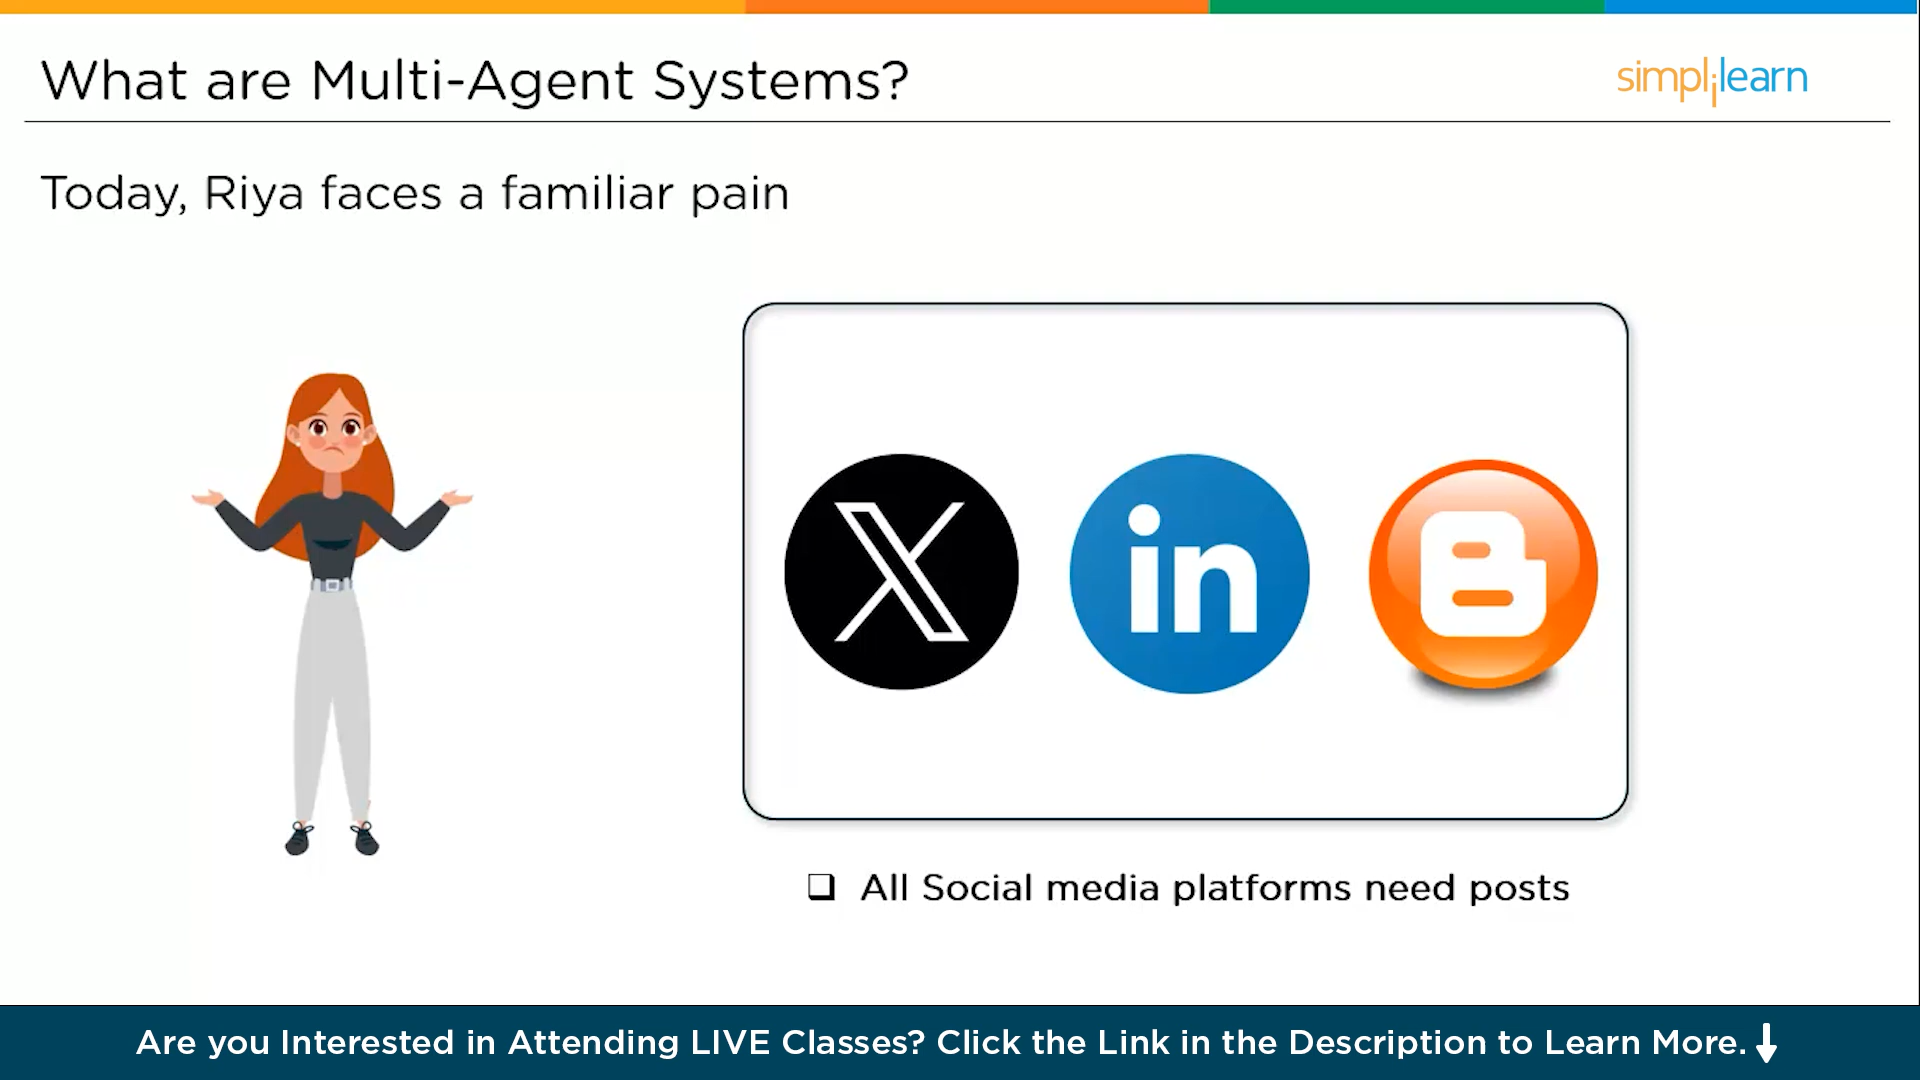 What are Multi-Agent Systems?
simplilearn
Today, Riya faces a familiar pain
X
in
B
❑ All Social media platforms need posts
Are you Interested in Attending LIVE Classes? Click the Link in the Description to Learn More.